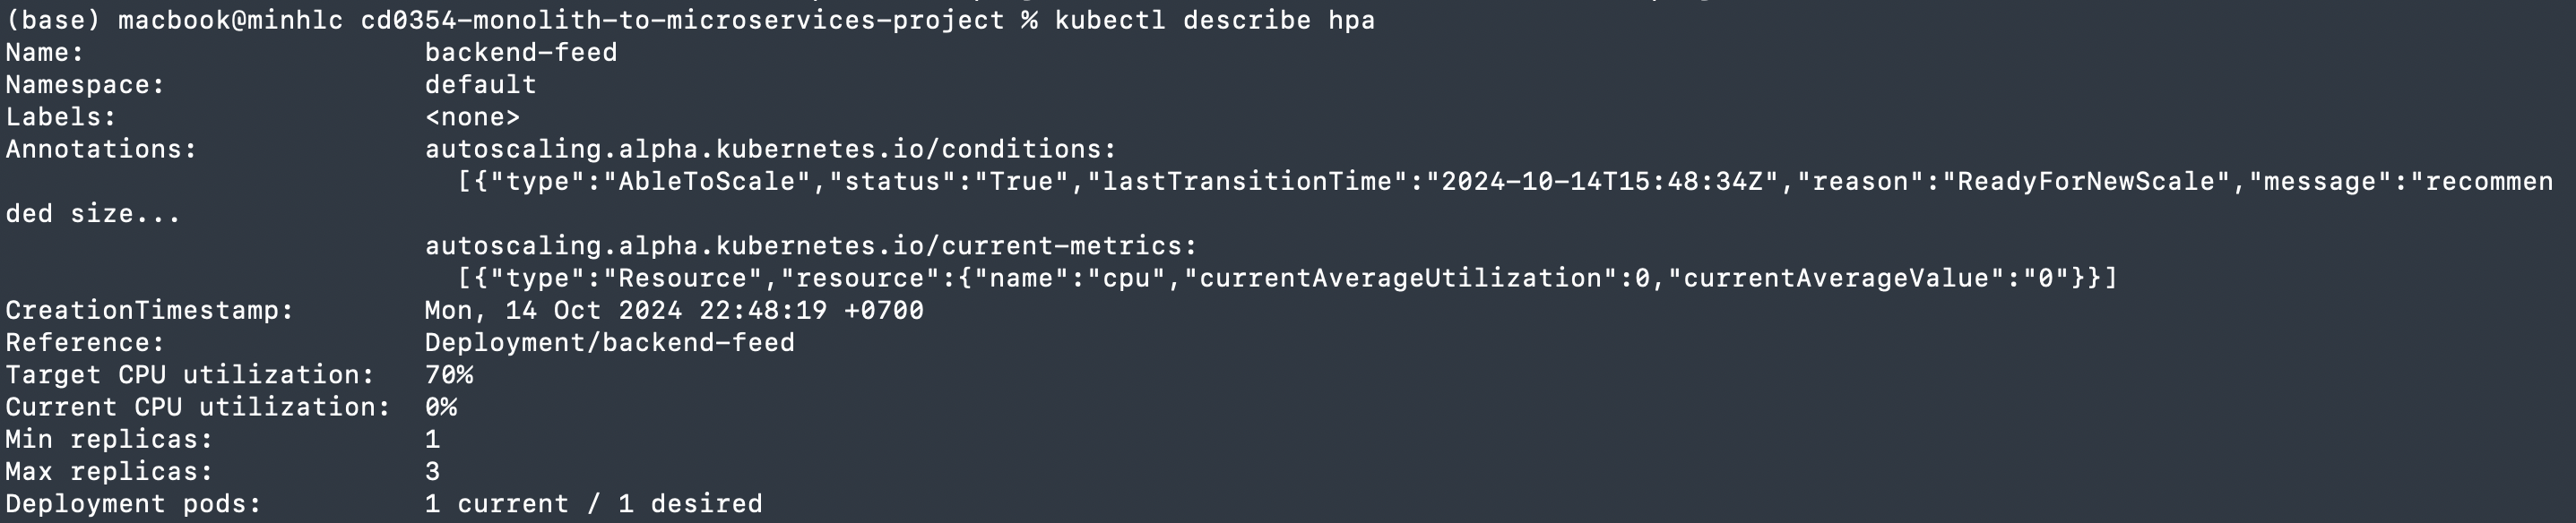 (base) macbook@minhlc cd0354-monolith-to-microservices-project % kubectl describe hpa
Name:                      backend-feed
Namespace:                 default
Labels:                    <none>
Annotations:               autoscaling.alpha.kubernetes.io/conditions:
                             [{"type":"AbleToScale","status":"True","lastTransitionTime":"2024-10-14T15:48:34Z","reason":"ReadyForNewScale","message":"recommen
ded size...
                           autoscaling.alpha.kubernetes.io/current-metrics:
                             [{"type":"Resource","resource":{"name":"cpu","currentAverageUtilization":0,"currentAverageValue":"0"}}]
CreationTimestamp:         Mon, 14 Oct 2024 22:48:19 +0700
Reference:                 Deployment/backend-feed
Target CPU utilization:    70%
Current CPU utilization:   0%
Min replicas:              1
Max replicas:              3
Deployment pods:           1 current / 1 desired